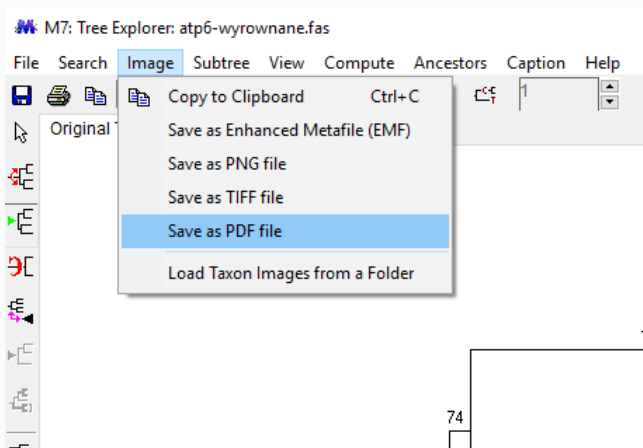 M7: Tree Explorer: atp6-wyrownane.fas
File Search Image Subtree View Compute Ancestors Caption Help
1
Original
Copy to Clipboard Ctrl+C
Save as Enhanced Metafile (EMF)
Save as PNG file
Save as TIFF file
Save as PDF file
Load Taxon Images from a Folder
74